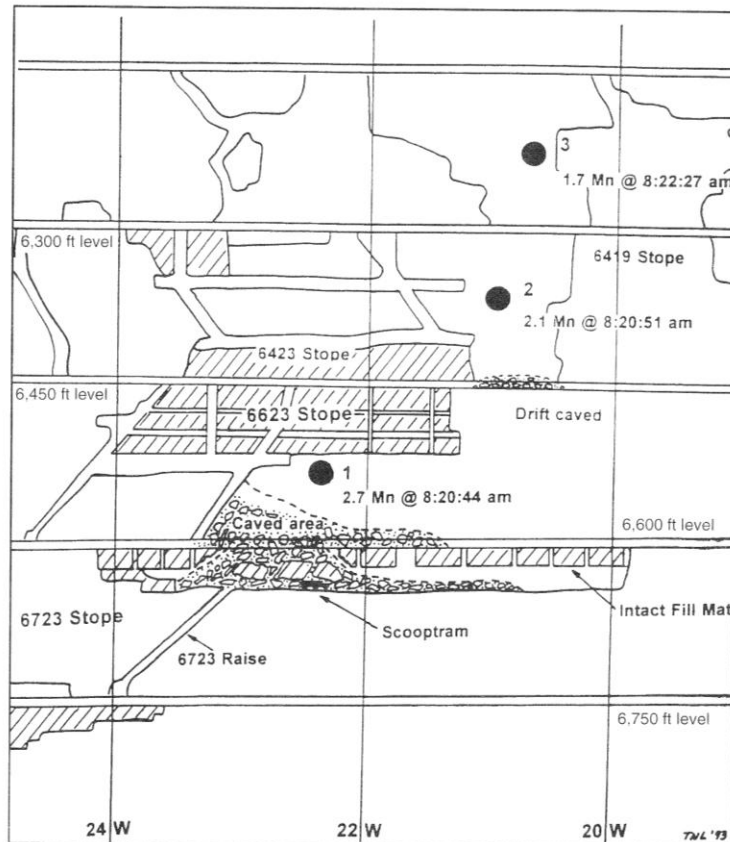 3
1.7 Mn @ 8:22:27 am
6,300 ft level
6419 Stope
2
2.1 Mn @ 8:20:51 am
6423 Stope
6,450 ft level
6623 Stope
Drift caved
1
2.7 Mn @ 8:20:44 am
Caved area
6,600 ft level
Intact Fill Mat
6723 Stope
Scooptram
6723 Raise
6,750 ft level
24 W
22 W
20 W
TNL '93